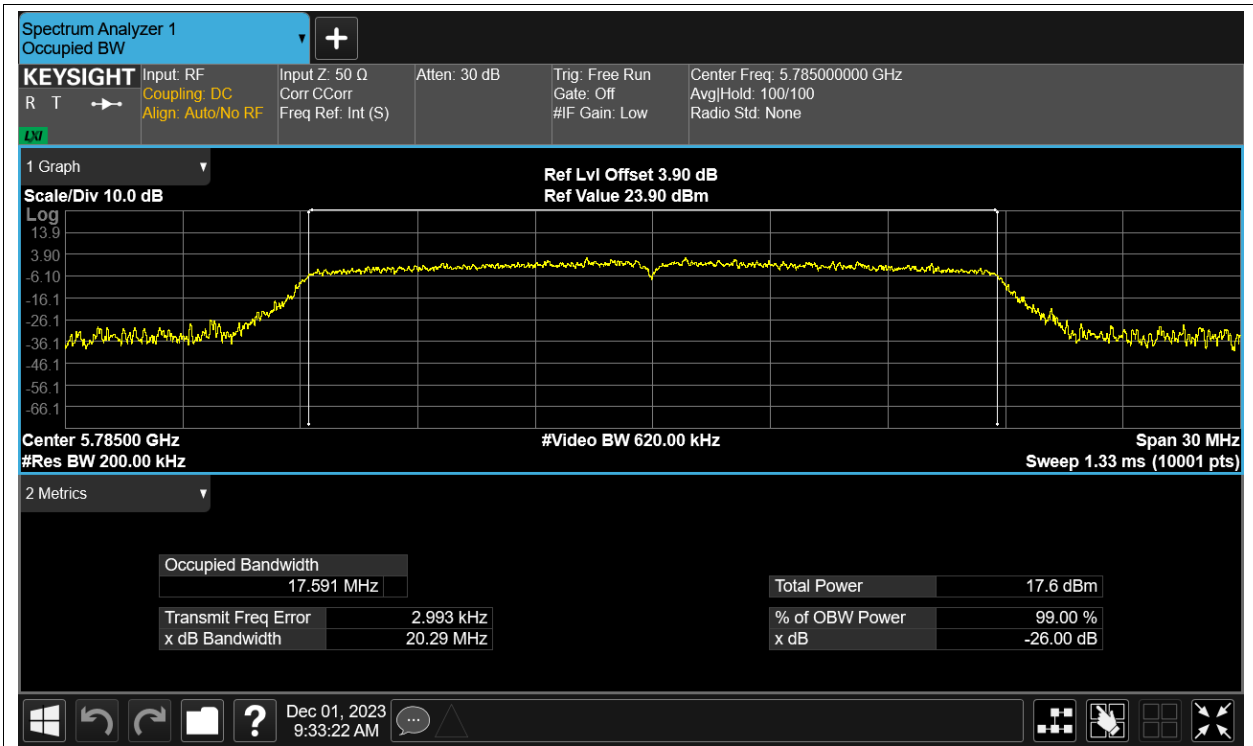 Spectrum Analyzer 1
Occupied BW
KEYSIGHT
R T
LXI
Input: RF
Coupling: DC
Align: Auto/No RF
Input Z: 50 Ω
Corr CCorr
Freq Ref: Int (S)
Atten: 30 dB
Trig: Free Run
Gate: Off
#IF Gain: Low
Center Freq: 5.785000000 GHz
Avg|Hold: 100/100
Radio Std: None
1 Graph
Scale/Div 10.0 dB
Ref Lvl Offset 3.90 dB
Ref Value 23.90 dBm
Log
13.9
3.90
-6.10
-16.1
-26.1
-36.1
-46.1
-56.1
-66.1
Center 5.78500 GHz
#Video BW 620.00 kHz
Span 30 MHz
#Res BW 200.00 kHz
Sweep 1.33 ms (10001 pts)
2 Metrics
Occupied Bandwidth
17.591 MHz
Total Power 17.6 dBm
Transmit Freq Error 2.993 kHz
% of OBW Power 99.00 %
x dB Bandwidth 20.29 MHz
x dB -26.00 dB
?
Dec 01, 2023
9:33:22 AM